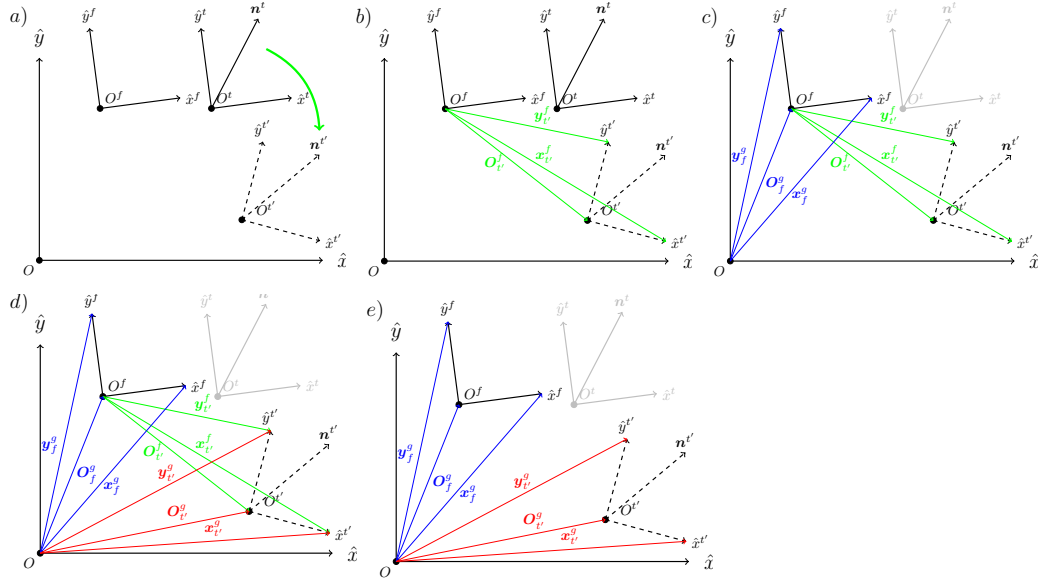 a)
ŷ
x̂
O
ŷ^f
x̂^f
O^f
ŷ^t
n^t
x̂^t
O^t
ŷ^{t'}
n^{t'}
O^{t'}
x̂^{t'}
b)
ŷ
x̂
O
ŷ^f
O^f
x̂^f
ŷ^t
n^t
O^t
x̂^t
y^f_{t'}
x^f_{t'}
O^f_{t'}
ŷ^{t'}
n^{t'}
O^{t'}
x̂^{t'}
c)
ŷ
x̂
O
ŷ^f
O^f
x̂^f
ŷ^t
n^t
O^t
x̂^t
y^g_f
O^g_f
x^g_f
y^f_{t'}
x^f_{t'}
O^f_{t'}
ŷ^{t'}
n^{t'}
O^{t'}
x̂^{t'}
d)
ŷ
x̂
O
ŷ^f
O^f
x̂^f
ŷ^t
O^t
x̂^t
y^g_f
O^g_f
x^g_f
y^f_{t'}
x^f_{t'}
O^f_{t'}
y^g_{t'}
O^g_{t'}
x^g_{t'}
ŷ^{t'}
n^{t'}
O^{t'}
x̂^{t'}
e)
ŷ
x̂
O
ŷ^f
O^f
x̂^f
ŷ^t
n^t
O^t
x̂^t
y^g_f
O^g_f
x^g_f
y^g_{t'}
O^g_{t'}
x^g_{t'}
ŷ^{t'}
n^{t'}
O^{t'}
x̂^{t'}